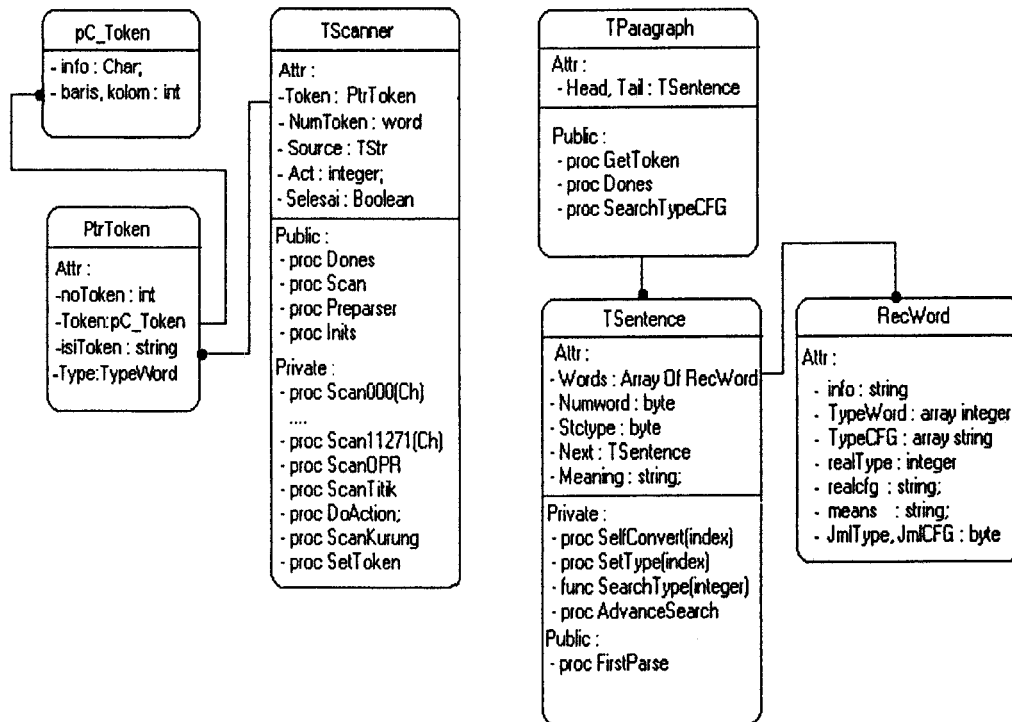 pC_Token
- info : Char;
- baris, kolom : int
PtrToken
Attr :
-noToken : int
-Token:pC_Token
-isiToken : string
-Type:TypeWord
TScanner
Attr :
-Token : PtrToken
- NumToken : word
- Source : TStr
- Act : integer;
- Selesai : Boolean
Public :
- proc Dones
- proc Scan
- proc Preparser
- proc Inits
Private :
- proc Scan000(Ch)
....
- proc Scan11271(Ch)
- proc ScanOPR
- proc ScanTitik
- proc DoAction;
- proc ScanKurung
- proc SetToken
TParagraph
Attr :
- Head, Tail : TSentence
Public :
- proc GetToken
- proc Dones
- proc SearchTypeCFG
TSentence
Attr :
- Words : Array Of RecWord
- Numword : byte
- Stctype : byte
- Next : TSentence
- Meaning : string;
Private :
- proc SelfConvert(index)
- proc SetType(index)
- func SearchType(integer)
- proc AdvanceSearch
Public :
- proc FirstParse
RecWord
Attr :
- info : string
- TypeWord : array integer
- TypeCFG : array string
- realType : integer
- realcfg : string;
- means : string;
- JmlType, JmlCFG : byte